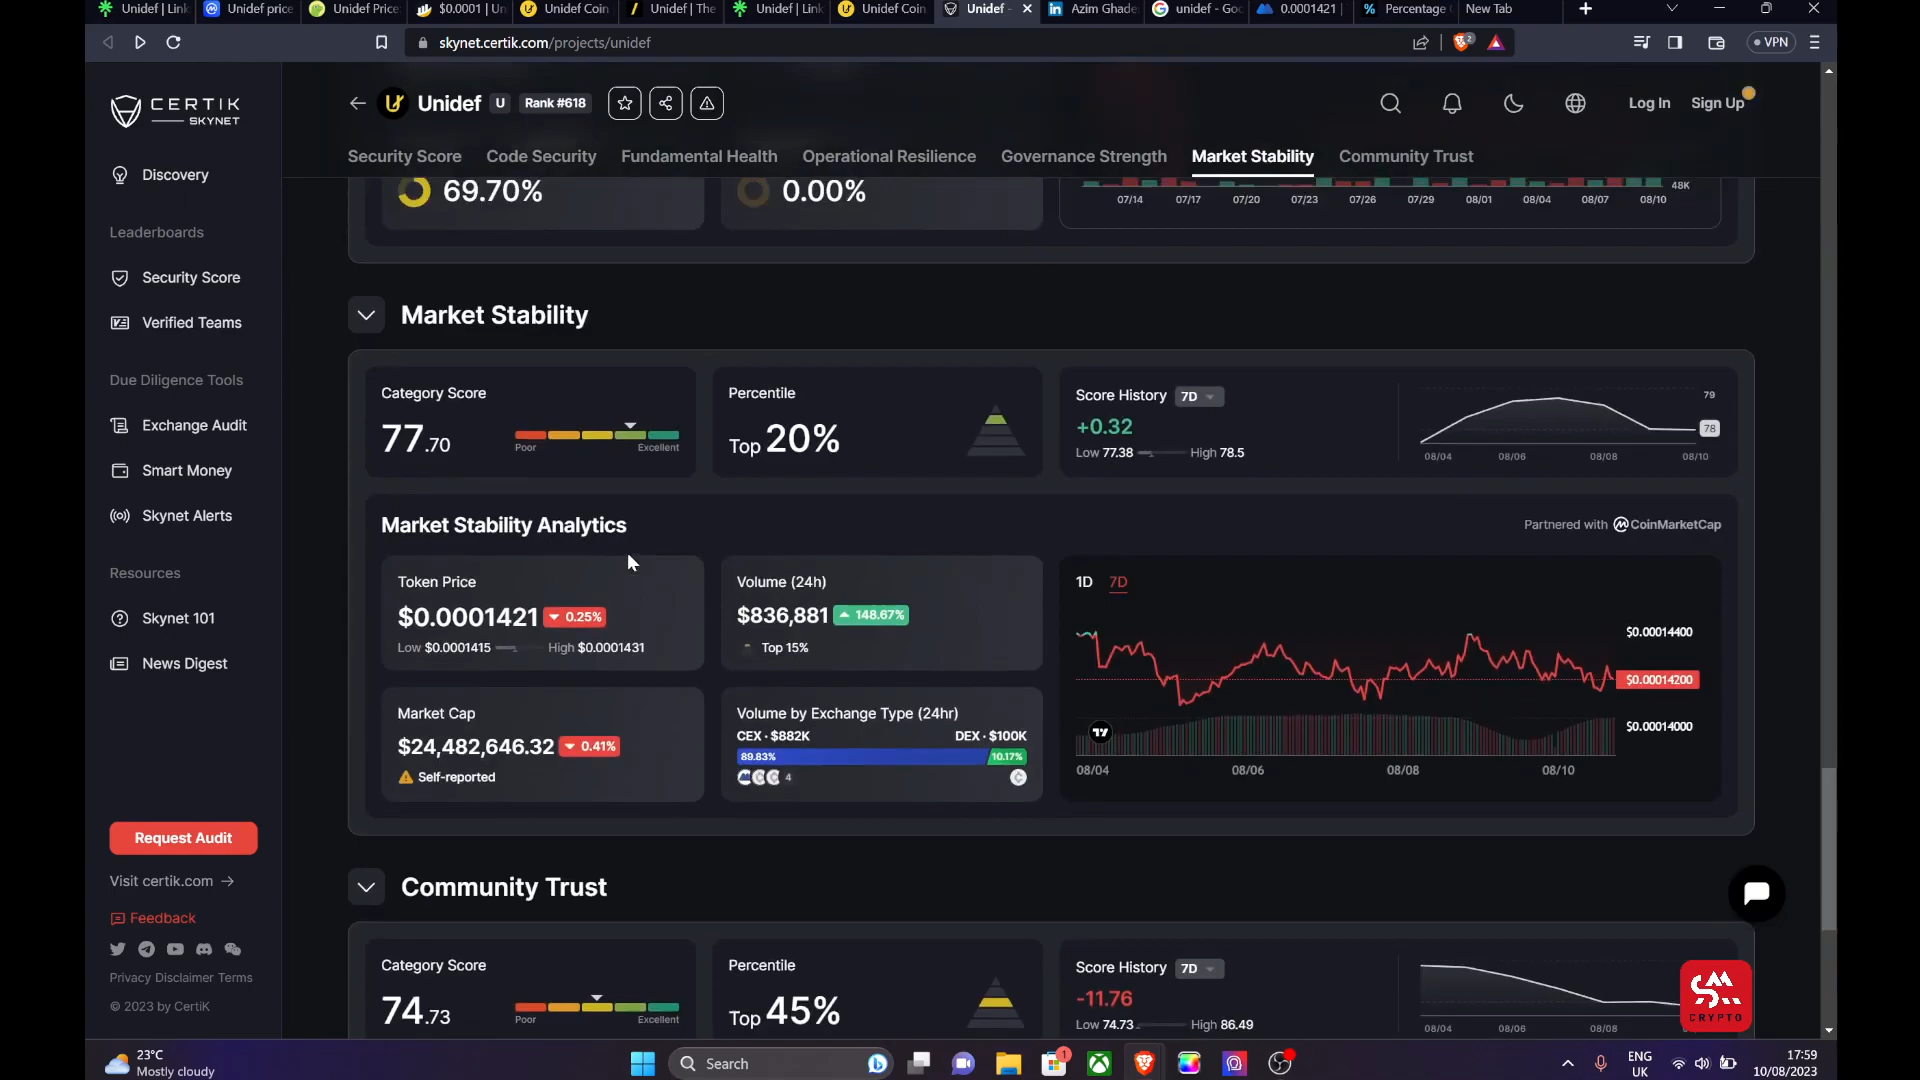 Unidef | Link
Unidef price
Unidef Price:
$0.0001 | Un
Unidef Coin
Unidef | The
Unidef | Link
Unidef Coin
Unidef -
Azim Ghade
unidef - Goo
0.0001421
Percentage
New Tab
skynet.certik.com/projects/unidef
2
VPN
CERTIK
SKYNET
Unidef U Rank #618
Log In Sign Up
Security Score Code Security Fundamental Health Operational Resilience Governance Strength Market Stability Community Trust
Discovery
Leaderboards
Security Score
Verified Teams
Due Diligence Tools
Exchange Audit
Smart Money
Skynet Alerts
Resources
Skynet 101
News Digest
Request Audit
Visit certik.com →
Feedback
Privacy Disclaimer Terms
© 2023 by CertiK
69.70%
0.00%
48K
07/14 07/17 07/20 07/23 07/26 07/29 08/01 08/04 08/07 08/10
Market Stability
Category Score
77.70
Poor Excellent
Percentile
Top 20%
Score History 7D
+0.32
Low 77.38 High 78.5
79
78
08/04 08/06 08/08 08/10
Market Stability Analytics
Partnered with CoinMarketCap
Token Price
$0.0001421 0.25%
Low $0.0001415 High $0.0001431
Volume (24h)
$836,881 148.67%
Top 15%
Market Cap
$24,482,646.32 0.41%
Self-reported
Volume by Exchange Type (24hr)
CEX · $882K DEX · $100K
89.83% 10.17%
4
1D 7D
$0.00014400
$0.00014200
$0.00014000
08/04 08/06 08/08 08/10
Community Trust
Category Score
74.73
Poor Excellent
Percentile
Top 45%
Score History 7D
-11.76
Low 74.73 High 86.49
08/04 08/06 08/08
CRYPTO
23°C
Mostly cloudy
Search
1
ENG
UK
17:59
10/08/2023